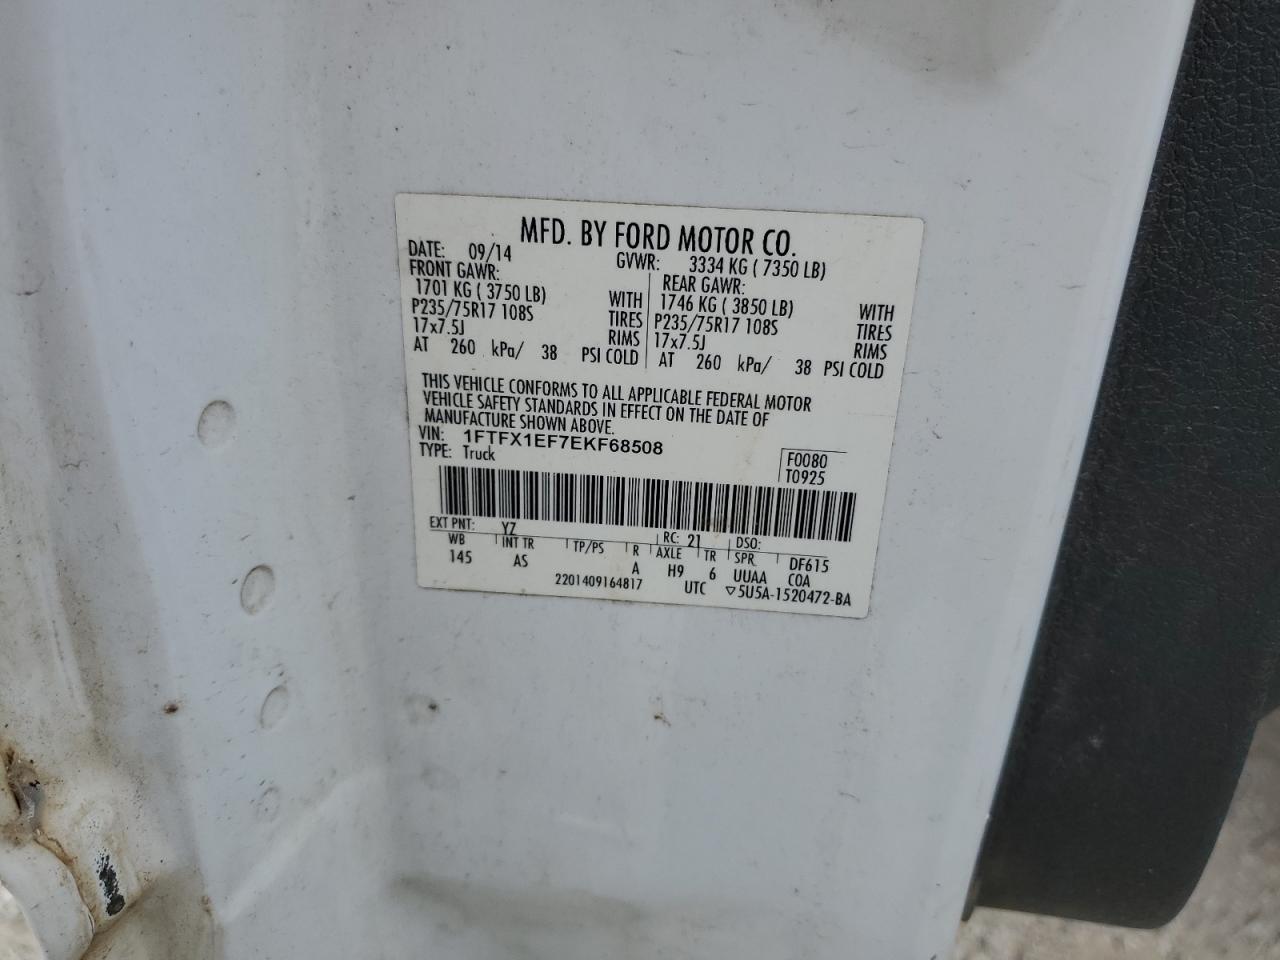 MFD. BY FORD MOTOR CO.
DATE: 09/14 GVWR: 3334 KG ( 7350 LB)
FRONT GAWR: REAR GAWR:
1701 KG ( 3750 LB) WITH 1746 KG ( 3850 LB) WITH
P235/75R17 108S TIRES P235/75R17 108S TIRES
17x7.5J RIMS 17x7.5J RIMS
AT 260 kPa/ 38 PSI COLD AT 260 kPa/ 38 PSI COLD
THIS VEHICLE CONFORMS TO ALL APPLICABLE FEDERAL MOTOR
VEHICLE SAFETY STANDARDS IN EFFECT ON THE DATE OF
MANUFACTURE SHOWN ABOVE.
VIN: 1FTFX1EF7EKF68508
TYPE: Truck F0080
T0925
EXT PNT: YZ RC: 21 DSO:
WB INT TR TP/PS R AXLE TR SPR DF615
145 AS A H9 6 UUAA COA
2201409164817 UTC ▽5U5A-1520472-BA